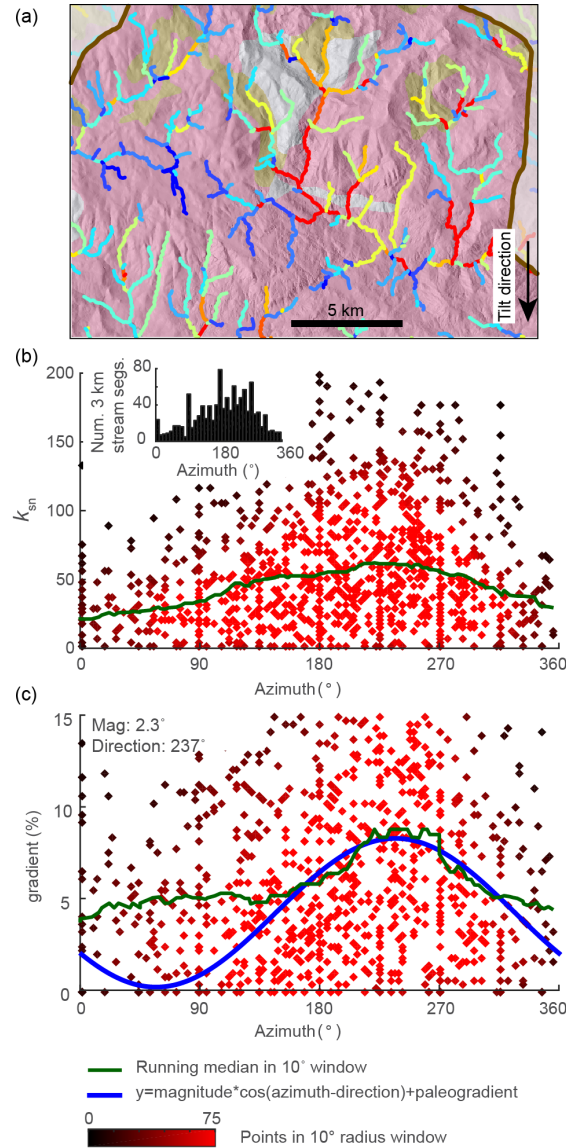 (a)
5 km
Tilt direction
(b)
200
150
100
50
0
k_sn
80
40
0
Num. 3 km
stream segs.
0
180
360
Azimuth (°)
0
90
180
270
360
Azimuth (°)
(c)
15
10
5
0
gradient (%)
Mag: 2.3°
Direction: 237°
0
90
180
270
360
Azimuth (°)
Running median in 10° window
y=magnitude*cos(azimuth-direction)+paleogradient
0
75
Points in 10° radius window